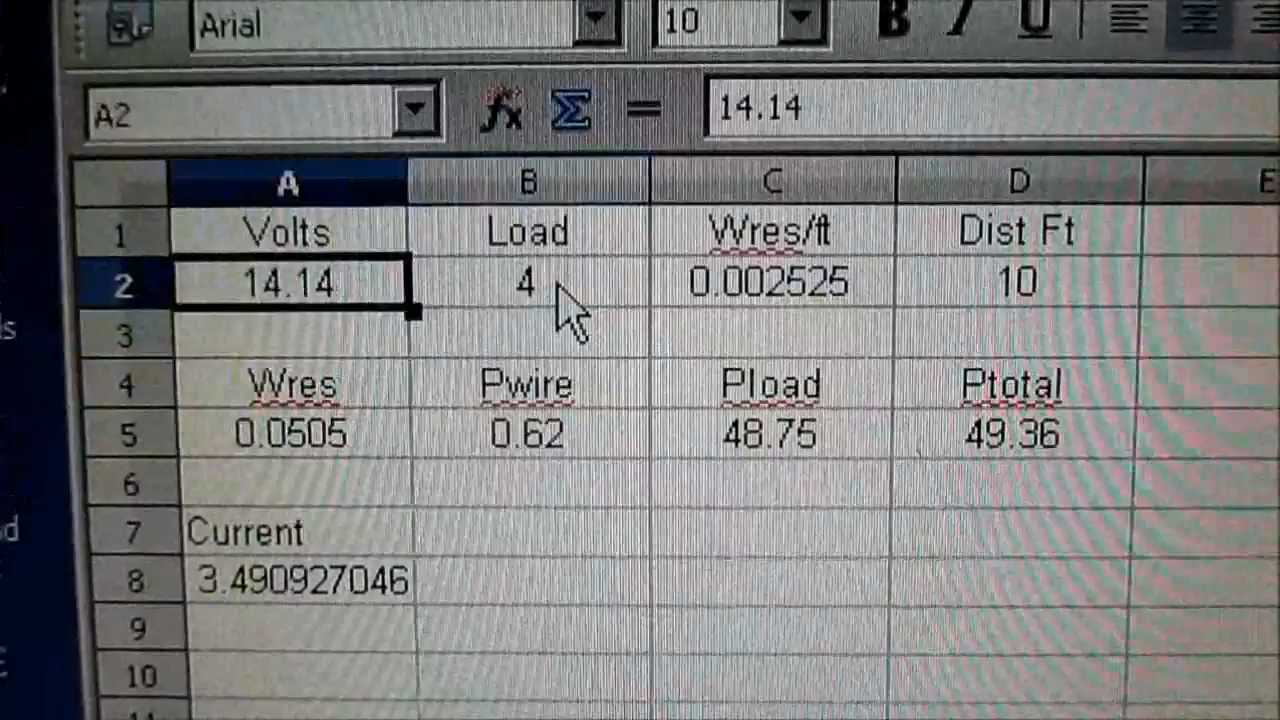 Arial 10 B I U
A2 fx Σ = 14.14
A B C D E
1 Volts Load Wres/ft Dist Ft
2 14.14 4 0.002525 10
3
4 Wres Pwire Pload Ptotal
5 0.0505 0.62 48.75 49.36
6
7 Current
8 3.490927046
9
10